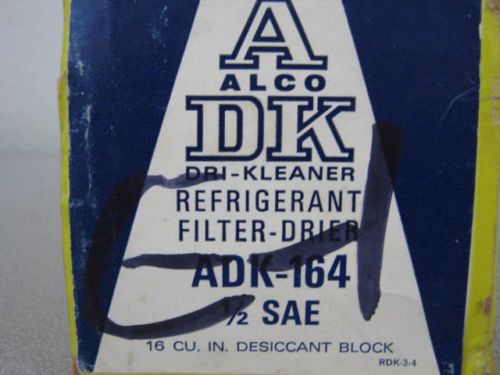 A
ALCO
DK
DRI-KLEANER
REFRIGERANT
FILTER-DRIER
ADK-164
½ SAE
16 CU. IN. DESICCANT BLOCK
RDK-3-4
E-1